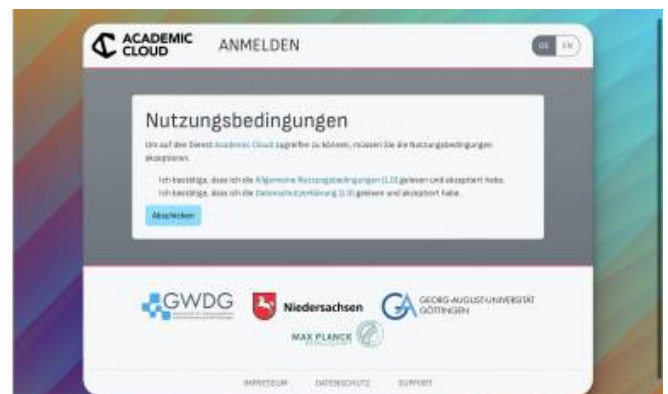 ACADEMIC
CLOUD
ANMELDEN
DE EN
Nutzungsbedingungen
Um auf den Dienst Academic Cloud zugreifen zu können, müssen Sie die Nutzungsbedingungen
akzeptieren.
Ich bestätige, dass ich die Allgemeine Nutzungsbedingungen [1.0] gelesen und akzeptiert habe.
Ich bestätige, dass ich die Datenschutzerklärung [1.0] gelesen und akzeptiert habe.
Abschicken
GWDG
Niedersachsen
GEORG-AUGUST-UNIVERSITÄT
GÖTTINGEN
MAX PLANCK
IMPRESSUM DATENSCHUTZ SUPPORT